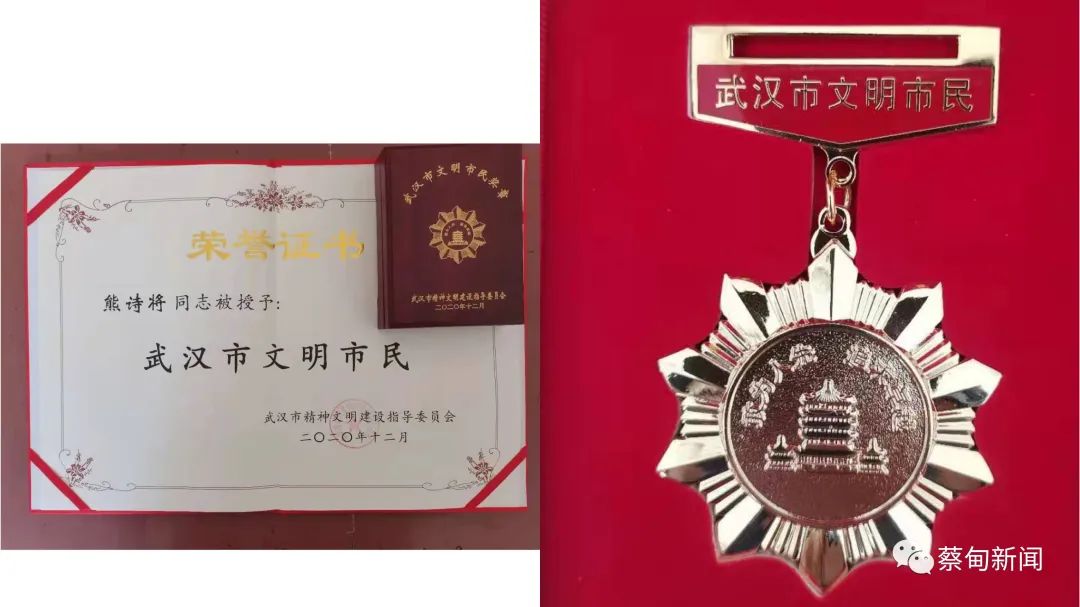 荣誉证书
熊诗将 同志被授予：
武汉市文明市民
武汉市精神文明建设指导委员会
二〇二〇年十二月
武汉市文明市民奖章
武汉市精神文明建设指导委员会
二〇二〇年十二月
武汉市文明市民
蔡甸新闻